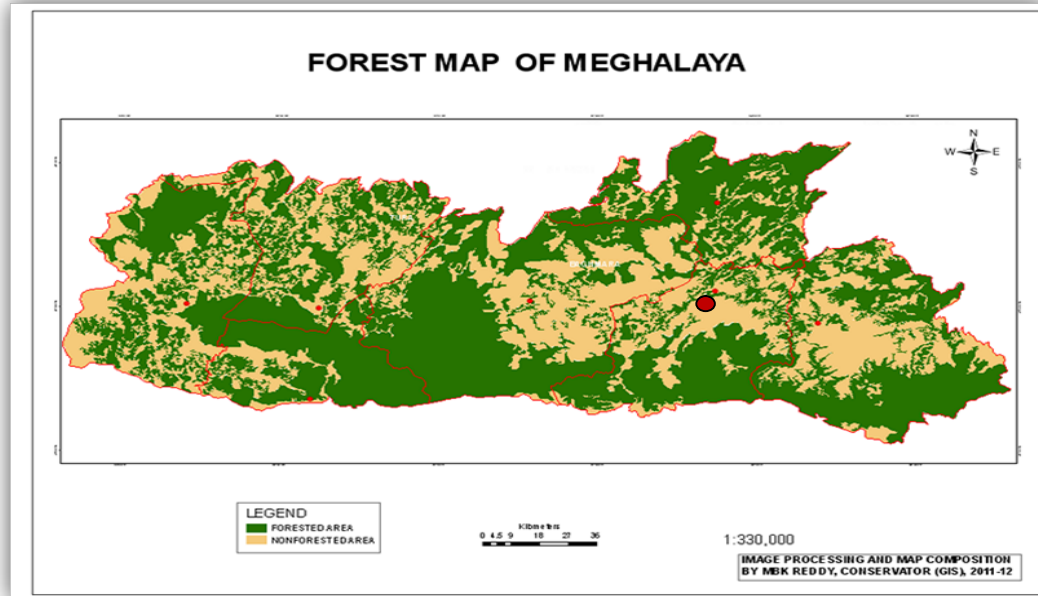 FOREST MAP OF MEGHALAYA
N
W E
S
LEGEND
FORESTED AREA
NONFORESTED AREA
Kilometers
0 4.5 9 18 27 36
1:330,000
IMAGE PROCESSING AND MAP COMPOSITION
BY MBK REDDY, CONSERVATOR (GIS), 2011-12